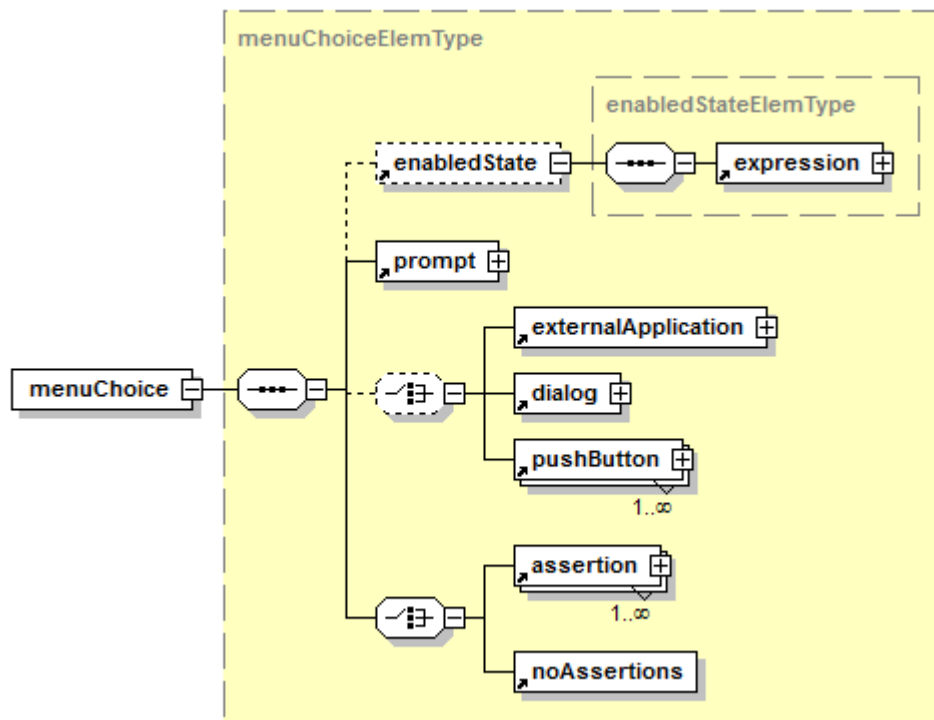 menuChoiceElemType
enabledStateElemType
enabledState
expression
prompt
externalApplication
menuChoice
dialog
pushButton
1..∞
assertion
1..∞
noAssertions